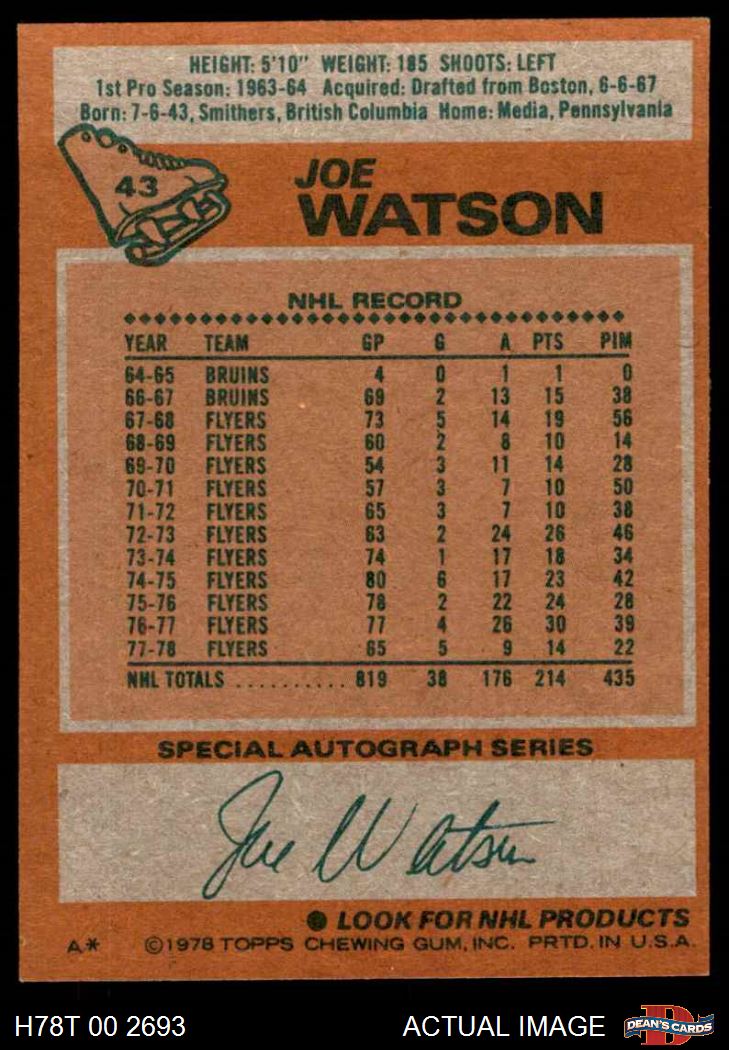 HEIGHT: 5'10" WEIGHT: 185 SHOOTS: LEFT
1st Pro Season: 1963-64 Acquired: Drafted from Boston, 6-6-67
Born: 7-6-43, Smithers, British Columbia Home: Media, Pennsylvania
43
JOE
WATSON
NHL RECORD
YEAR TEAM GP G A PTS PIM
64-65 BRUINS 4 0 1 1 0
66-67 BRUINS 69 2 13 15 38
67-68 FLYERS 73 5 14 19 56
68-69 FLYERS 60 2 8 10 14
69-70 FLYERS 54 3 11 14 28
70-71 FLYERS 57 3 7 10 50
71-72 FLYERS 65 3 7 10 38
72-73 FLYERS 63 2 24 26 46
73-74 FLYERS 74 1 17 18 34
74-75 FLYERS 80 6 17 23 42
75-76 FLYERS 78 2 22 24 28
76-77 FLYERS 77 4 26 30 39
77-78 FLYERS 65 5 9 14 22
NHL TOTALS .......... 819 38 176 214 435
SPECIAL AUTOGRAPH SERIES
Joe Watson
● LOOK FOR NHL PRODUCTS
A* ©1978 TOPPS CHEWING GUM, INC. PRTD. IN U.S.A.
H78T 00 2693 ACTUAL IMAGE
D
DEAN'S CARDS